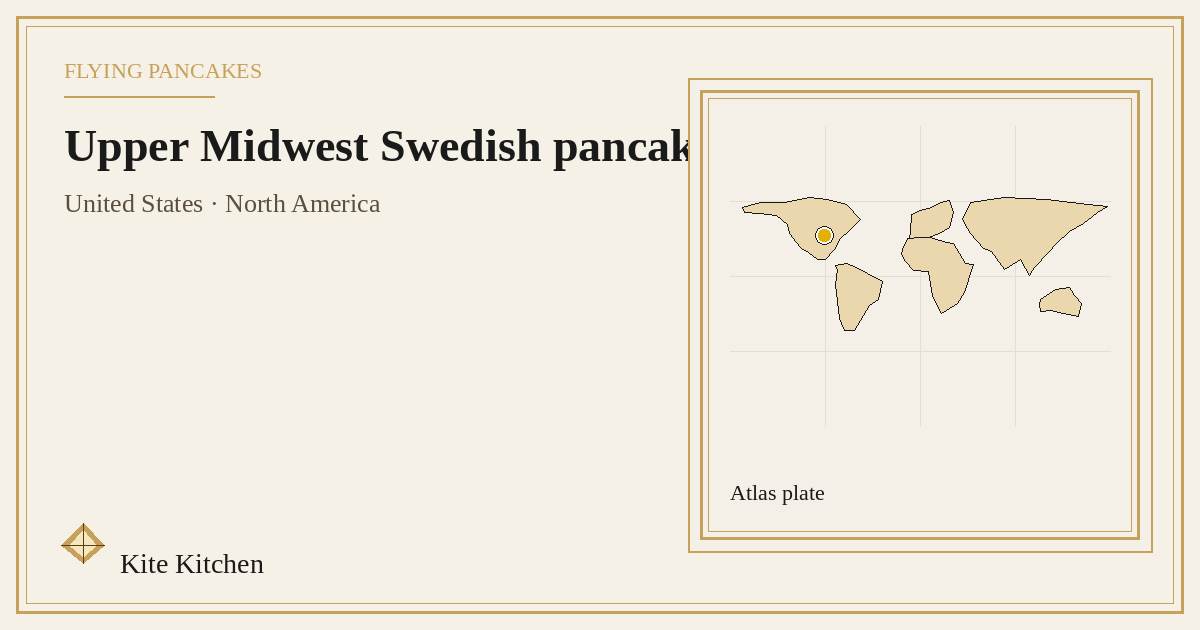 FLYING PANCAKES
Upper Midwest Swedish pancak
United States · North America
Atlas plate
Kite Kitchen